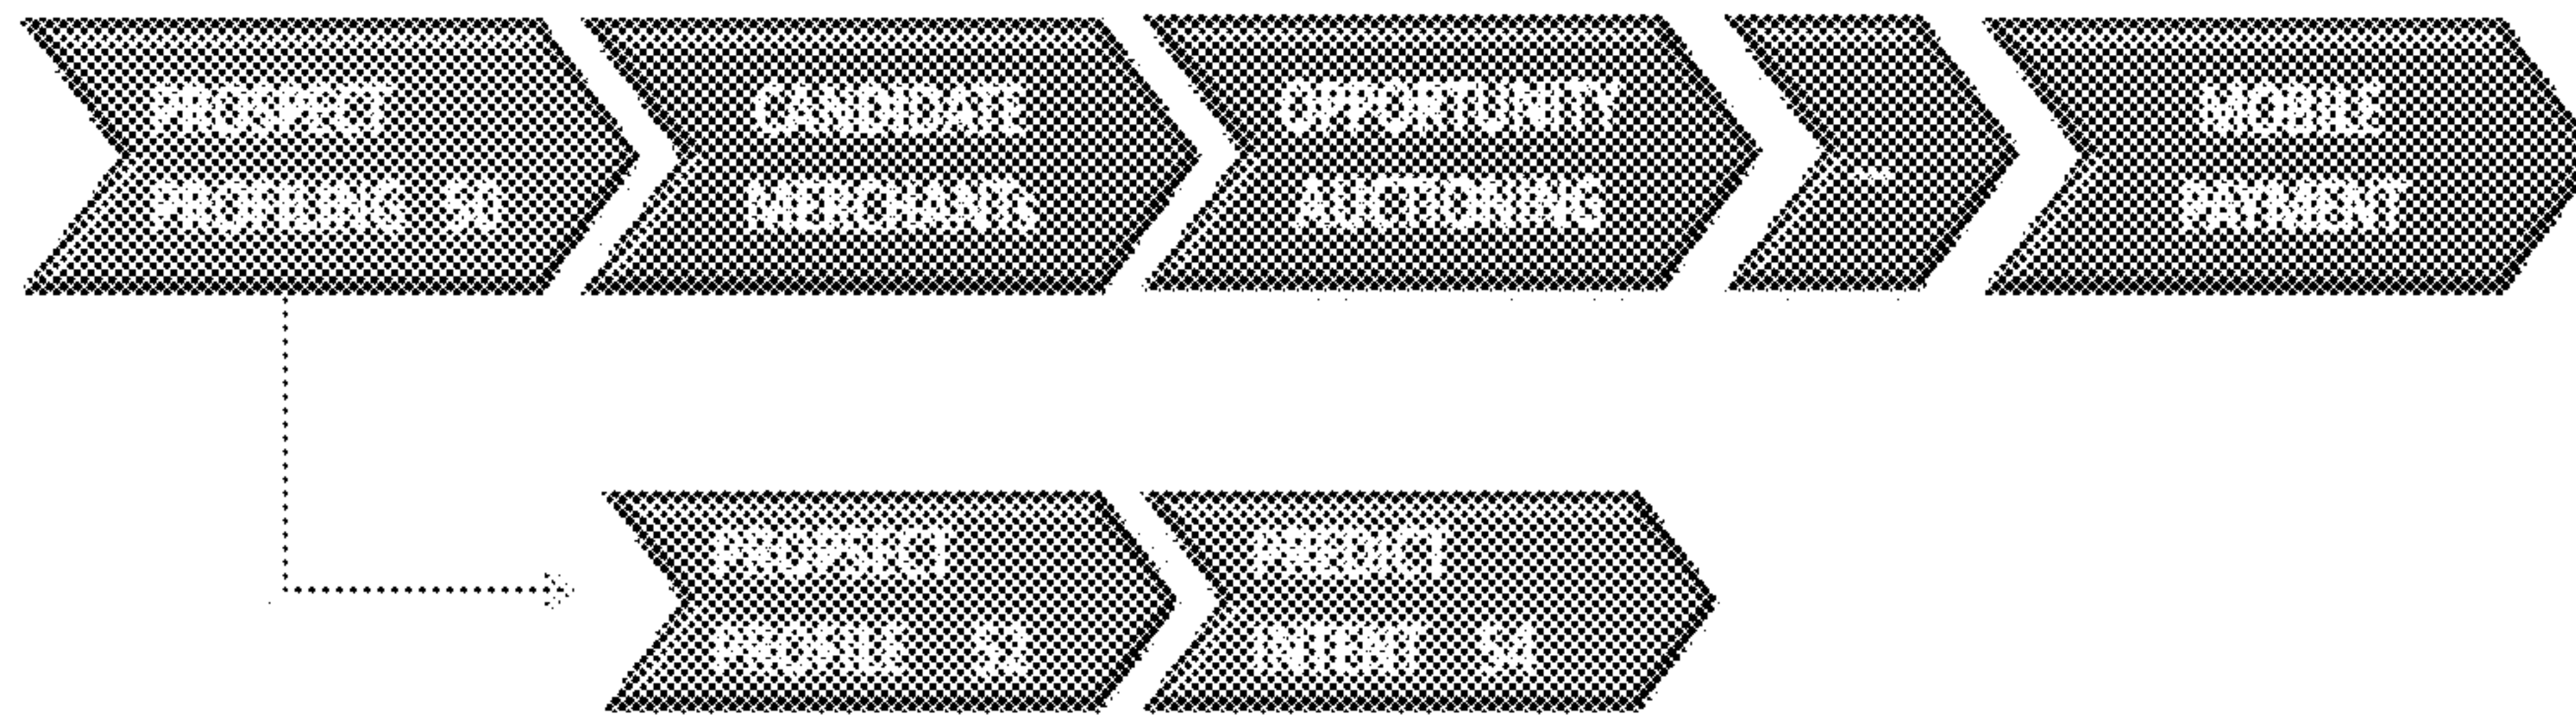 PROSPECT
PROFILING 50
CANDIDATE
MERCHANTS
OPPORTUNITY
AUCTIONING
...
MOBILE
PAYMENT
PROSPECT
PROFILE 52
PREDICT
INTENT 54